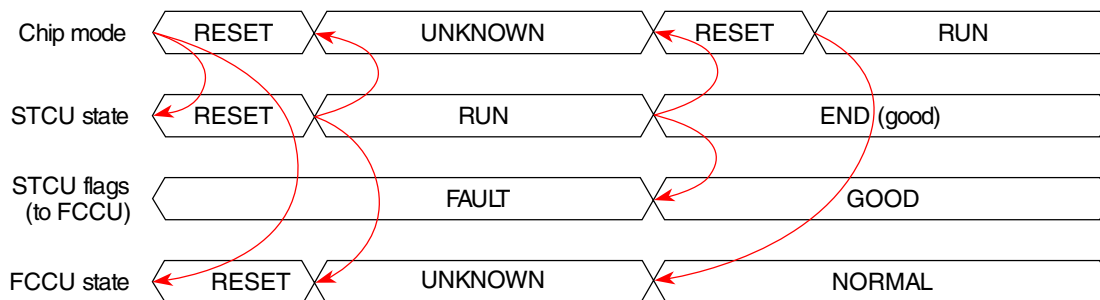 Chip mode RESET UNKNOWN RESET RUN
STCU state RESET RUN END (good)
STCU flags
(to FCCU) FAULT GOOD
FCCU state RESET UNKNOWN NORMAL